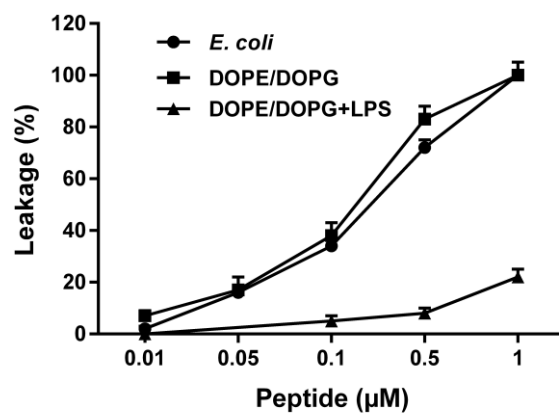 120
100
80
60
40
20
0
Leakage (%)
E. coli
DOPE/DOPG
DOPE/DOPG+LPS
0.01 0.05 0.1 0.5 1
Peptide (µM)